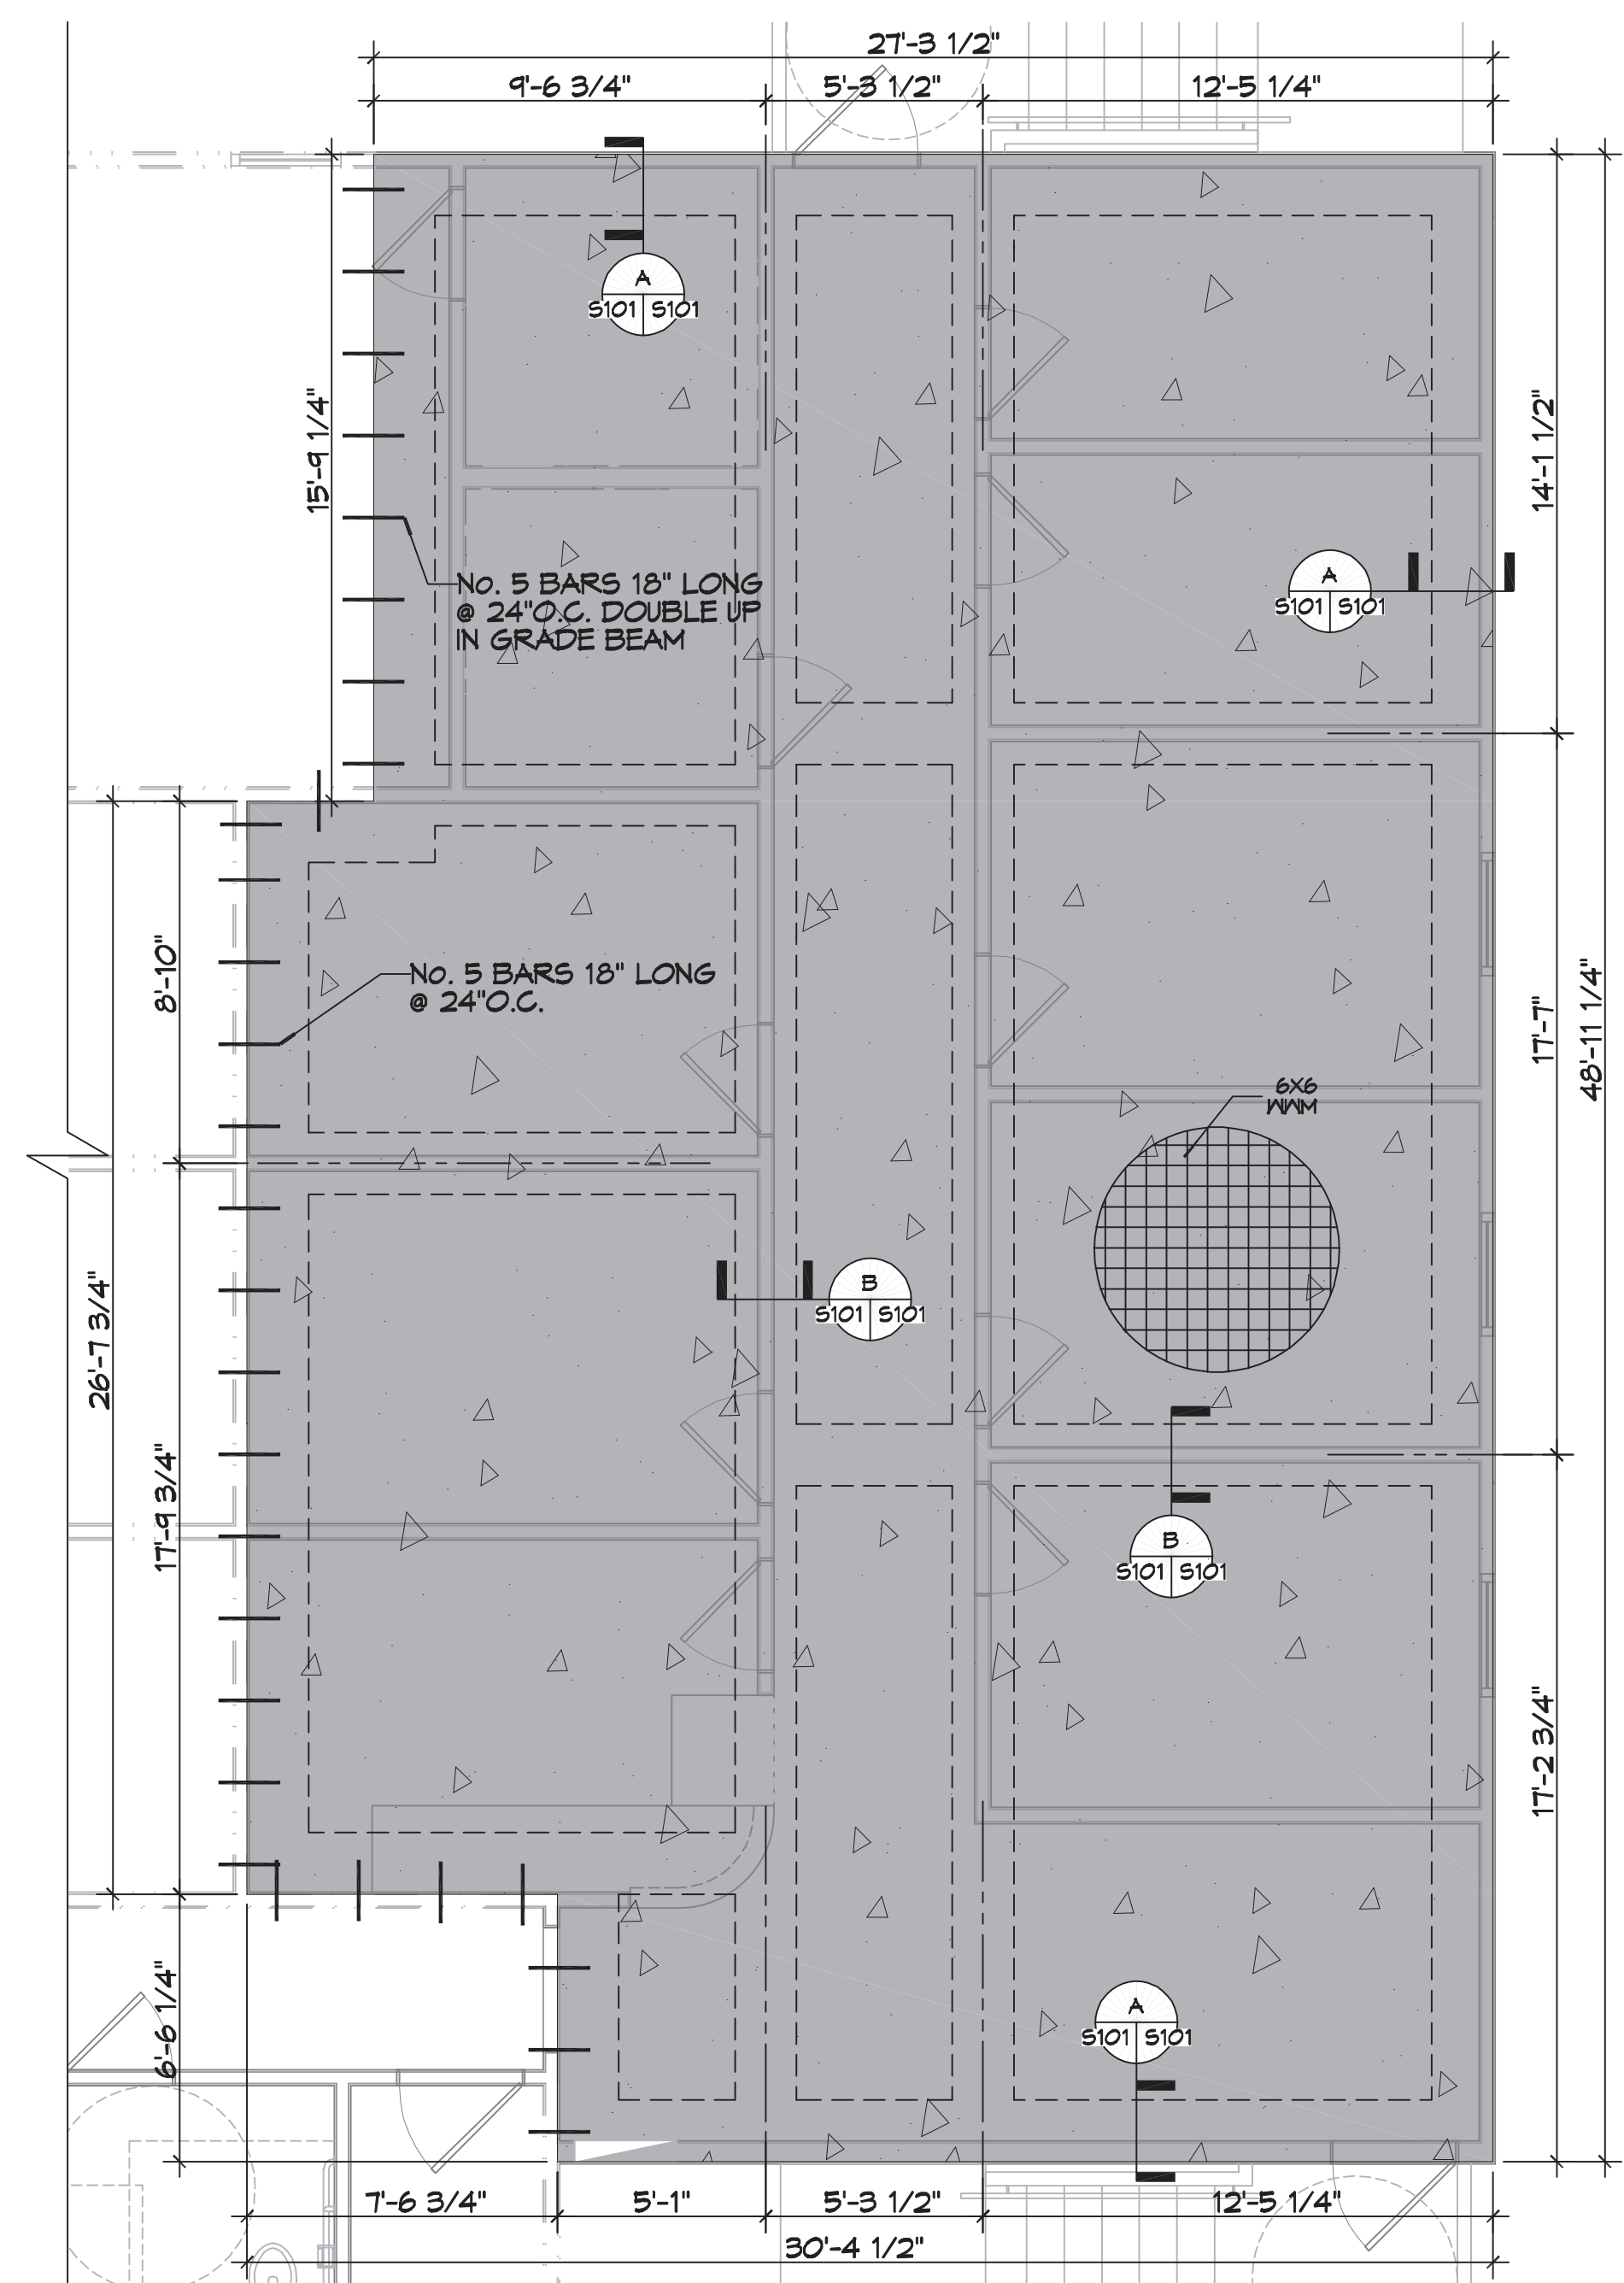 27'-3 1/2"
9'-6 3/4"
5'-3 1/2"
12'-5 1/4"
A
S101 S101
15'-9 1/4"
14'-1 1/2"
A
S101 S101
No. 5 BARS 18" LONG
@ 24"O.C. DOUBLE UP
IN GRADE BEAM
8'-10"
No. 5 BARS 18" LONG
@ 24"O.C.
17'-7"
48'-11 1/4"
6X6
WWM
26'-7 3/4"
B
S101 S101
17'-9 3/4"
B
S101 S101
17'-2 3/4"
6'-6 1/4"
A
S101 S101
7'-6 3/4"
5'-1"
5'-3 1/2"
12'-5 1/4"
30'-4 1/2"